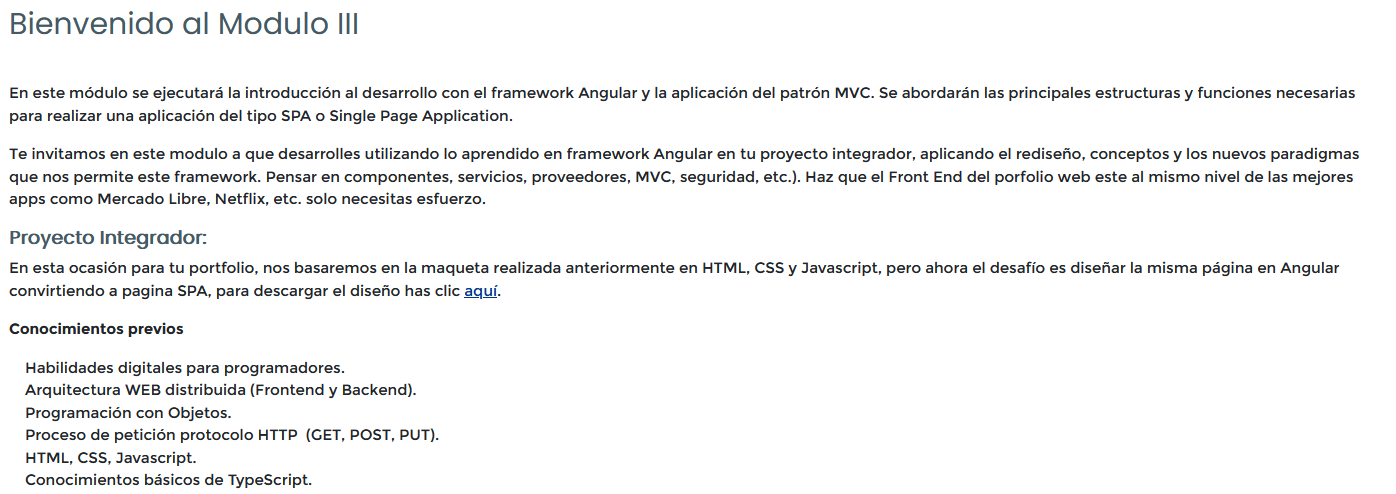 Bienvenido al Modulo III
En este módulo se ejecutará la introducción al desarrollo con el framework Angular y la aplicación del patrón MVC. Se abordarán las principales estructuras y funciones necesarias
para realizar una aplicación del tipo SPA o Single Page Application.
Te invitamos en este modulo a que desarrolles utilizando lo aprendido en framework Angular en tu proyecto integrador, aplicando el rediseño, conceptos y los nuevos paradigmas
que nos permite este framework. Pensar en componentes, servicios, proveedores, MVC, seguridad, etc.). Haz que el Front End del porfolio web este al mismo nivel de las mejores
apps como Mercado Libre, Netflix, etc. solo necesitas esfuerzo.
Proyecto Integrador:
En esta ocasión para tu portfolio, nos basaremos en la maqueta realizada anteriormente en HTML, CSS y Javascript, pero ahora el desafío es diseñar la misma página en Angular
convirtiendo a pagina SPA, para descargar el diseño has clic aquí.
Conocimientos previos
Habilidades digitales para programadores.
Arquitectura WEB distribuida (Frontend y Backend).
Programación con Objetos.
Proceso de petición protocolo HTTP  (GET, POST, PUT).
HTML, CSS, Javascript.
Conocimientos básicos de TypeScript.